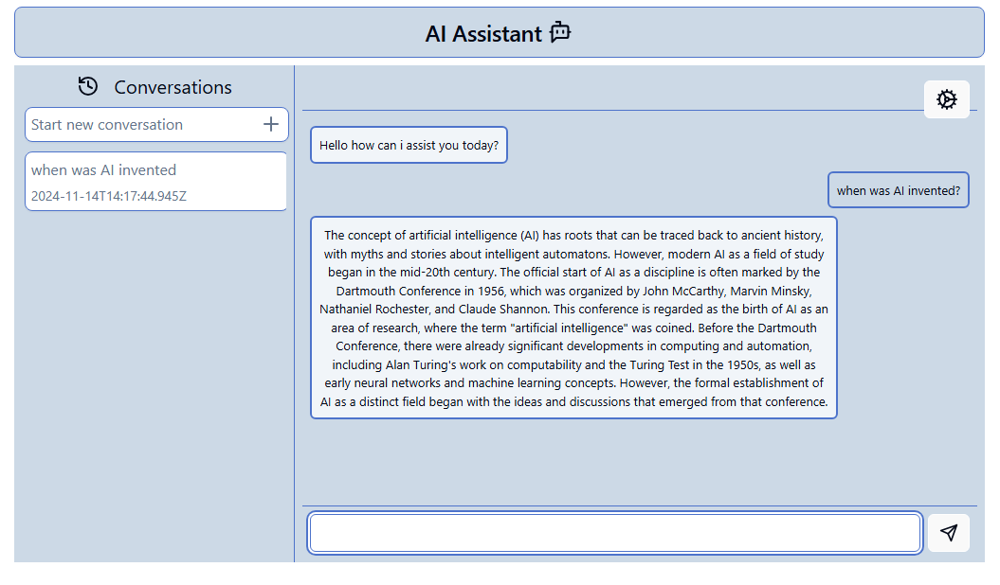 AI Assistant
Conversations
Start new conversation
when was AI invented
2024-11-14T14:17:44.945Z
Hello how can i assist you today?
when was AI invented?
The concept of artificial intelligence (AI) has roots that can be traced back to ancient history,
with myths and stories about intelligent automatons. However, modern AI as a field of study
began in the mid-20th century. The official start of AI as a discipline is often marked by the
Dartmouth Conference in 1956, which was organized by John McCarthy, Marvin Minsky,
Nathaniel Rochester, and Claude Shannon. This conference is regarded as the birth of AI as an
area of research, where the term "artificial intelligence" was coined. Before the Dartmouth
Conference, there were already significant developments in computing and automation,
including Alan Turing's work on computability and the Turing Test in the 1950s, as well as
early neural networks and machine learning concepts. However, the formal establishment of
AI as a distinct field began with the ideas and discussions that emerged from that conference.